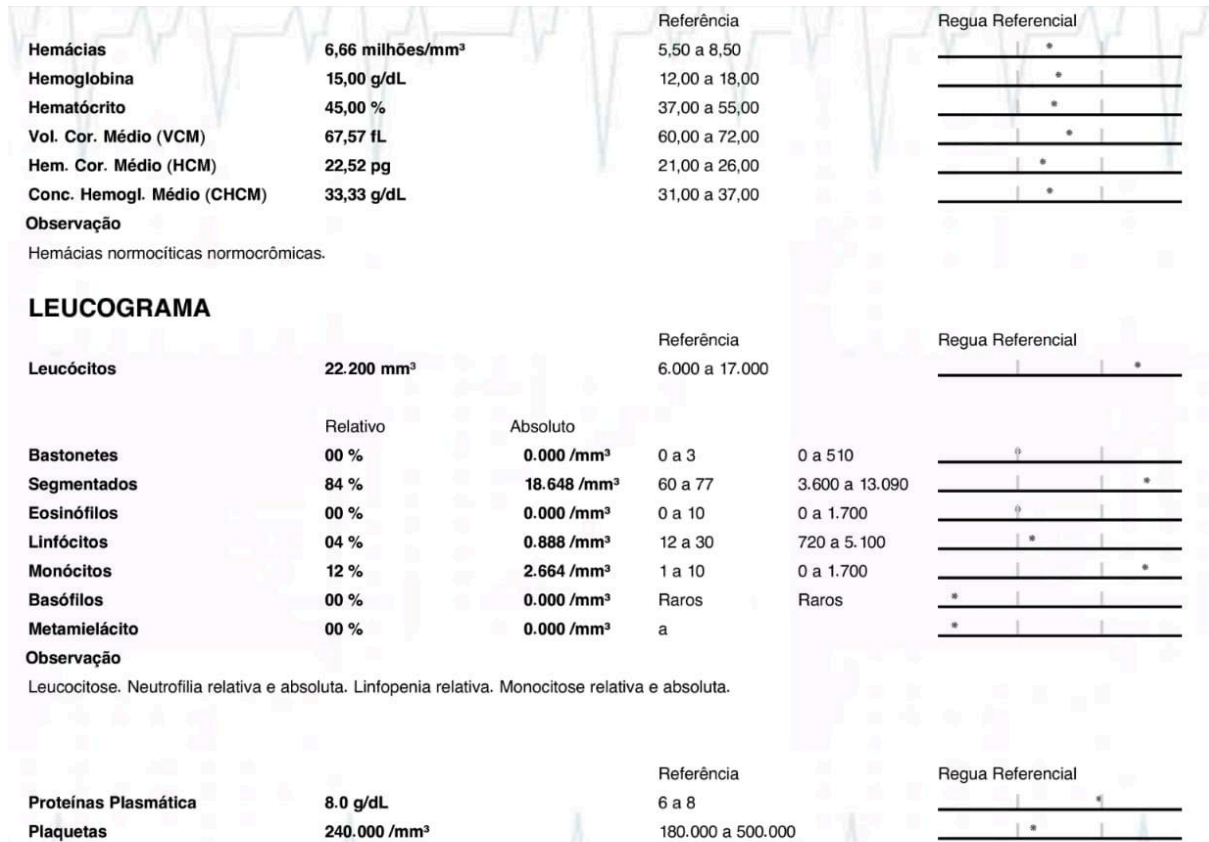 Referência Regua Referencial
Hemácias 6,66 milhões/mm³ 5,50 a 8,50
Hemoglobina 15,00 g/dL 12,00 a 18,00
Hematócrito 45,00 % 37,00 a 55,00
Vol. Cor. Médio (VCM) 67,57 fL 60,00 a 72,00
Hem. Cor. Médio (HCM) 22,52 pg 21,00 a 26,00
Conc. Hemogl. Médio (CHCM) 33,33 g/dL 31,00 a 37,00
Observação
Hemácias normocíticas normocrômicas.
LEUCOGRAMA
Referência Regua Referencial
Leucócitos 22.200 mm³ 6.000 a 17.000
Relativo Absoluto
Bastonetes 00 % 0.000 /mm³ 0 a 3 0 a 510
Segmentados 84 % 18.648 /mm³ 60 a 77 3.600 a 13.090
Eosinófilos 00 % 0.000 /mm³ 0 a 10 0 a 1.700
Linfócitos 04 % 0.888 /mm³ 12 a 30 720 a 5.100
Monócitos 12 % 2.664 /mm³ 1 a 10 0 a 1.700
Basófilos 00 % 0.000 /mm³ Raros Raros
Metamielácito 00 % 0.000 /mm³ a
Observação
Leucocitose. Neutrofilia relativa e absoluta. Linfopenia relativa. Monocitose relativa e absoluta.
Referência Regua Referencial
Proteínas Plasmática 8.0 g/dL 6 a 8
Plaquetas 240.000 /mm³ 180.000 a 500.000